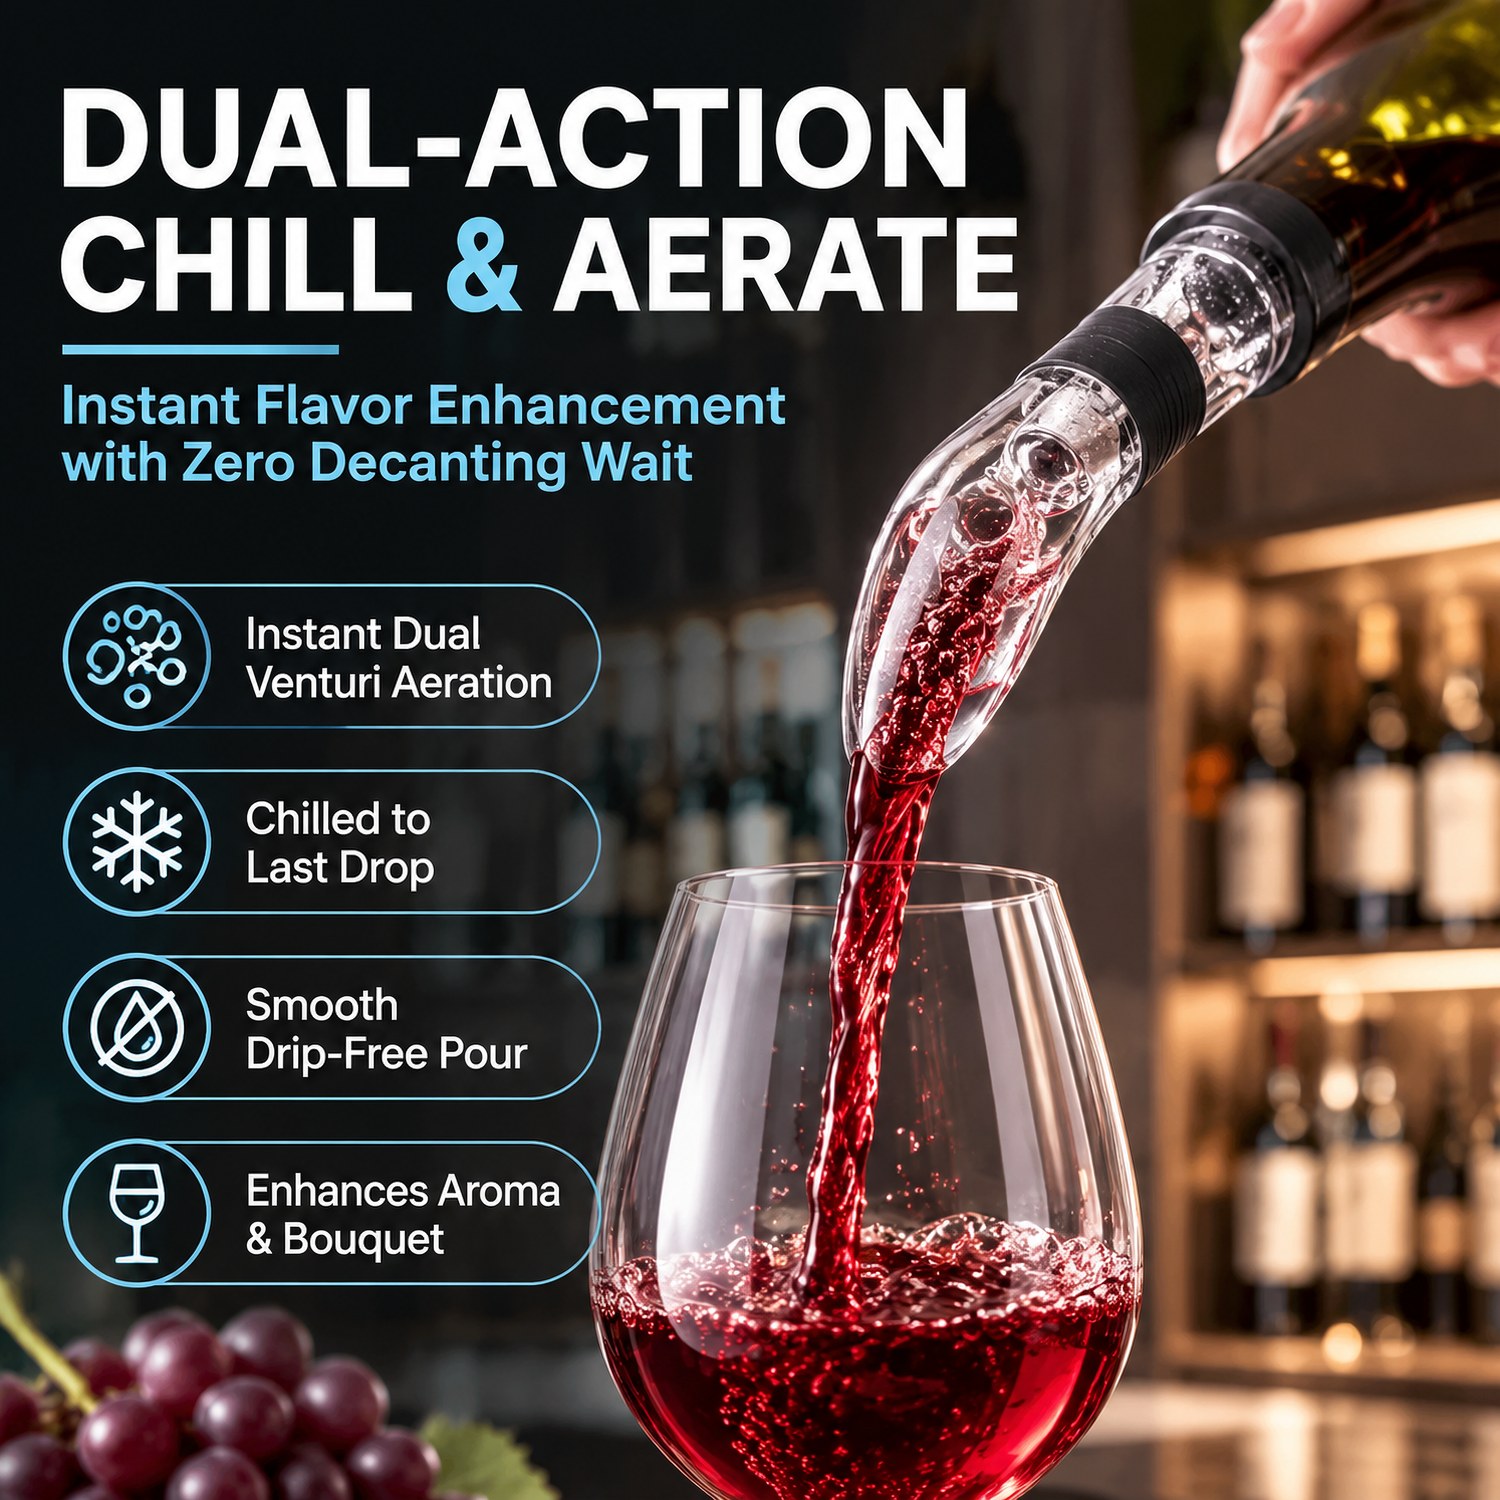 DUAL-ACTION
CHILL & AERATE
Instant Flavor Enhancement
with Zero Decanting Wait
Instant Dual
Venturi Aeration
Chilled to
Last Drop
Smooth
Drip-Free Pour
Enhances Aroma
& Bouquet